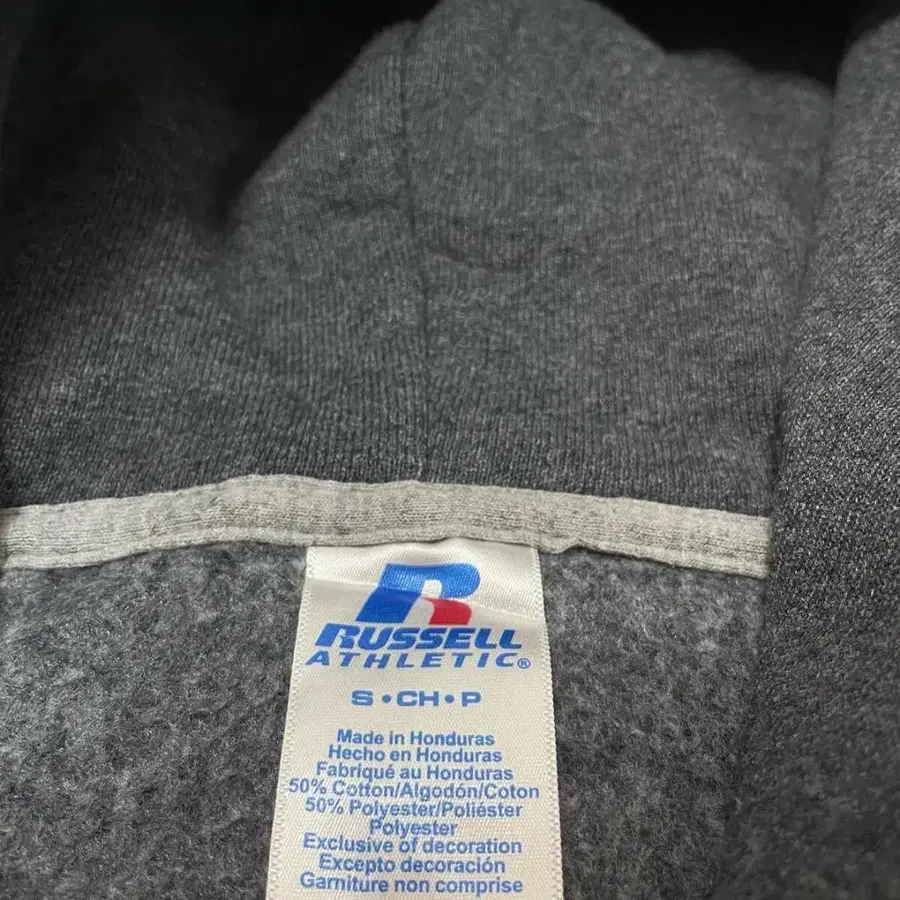 R
RUSSELL
ATHLETIC®
S•CH•P
Made in Honduras
Hecho en Honduras
Fabriqué au Honduras
50% Cotton/Algodón/Coton
50% Polyester/Poliéster
Polyester
Exclusive of decoration
Excepto decoración
Garniture non comprise